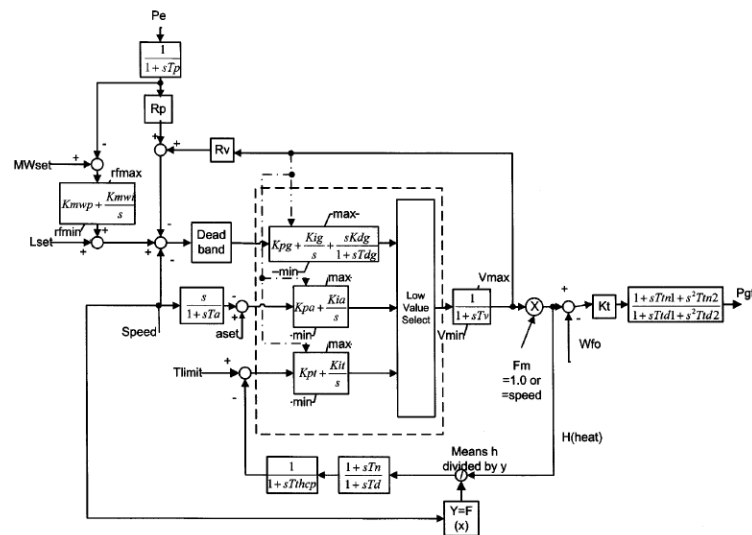 Pe
1
1 + sTp
Rp
+
+
Rv
-
MWset
+
rfmax
Kmwp + Kmwi
s
rfmin
+
Lset
+
+
-
-
Dead
band
max
Kpg + Kig + sKdg
s 1 + sTdg
min
Low
Value
Select
Vmax
1
1 + sTv
Vmin
X
+
-
Kt
1 + sTtn1 + s²Ttn2
1 + sTtd1 + s²Ttd2
Pgt
s
1 + sTa
-
+
aset
max
Kpa + Kia
s
min
Speed
Fm
=1.0 or
=speed
Wfo
Tlimit
+
-
max
Kpt + Kit
s
min
H(heat)
Means h
divided by y
1
1 + sTthcp
1 + sTn
1 + sTd
/
Y=F
(x)